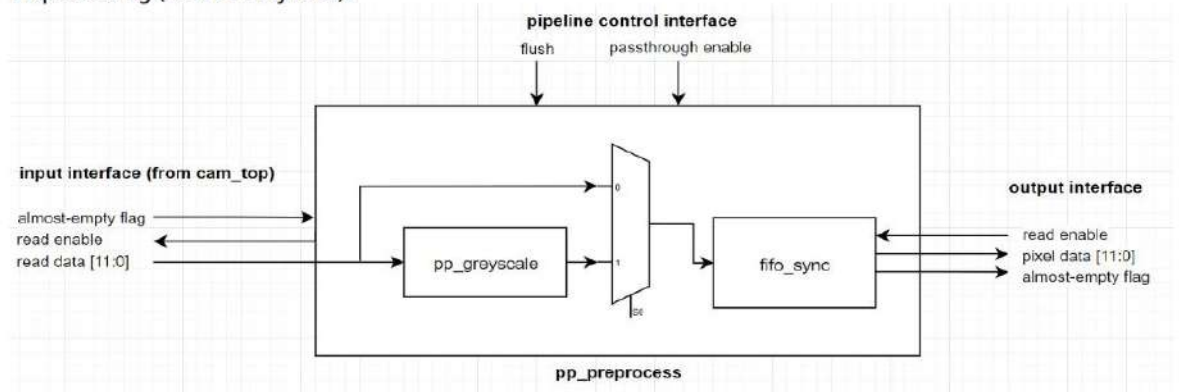 pipeline control interface
flush passthrough enable
input interface (from cam_top)
almost-empty flag
read enable
read data [11:0]
0
pp_greyscale
1
fifo_sync
output interface
read enable
pixel data [11:0]
almost-empty flag
pp_preprocess